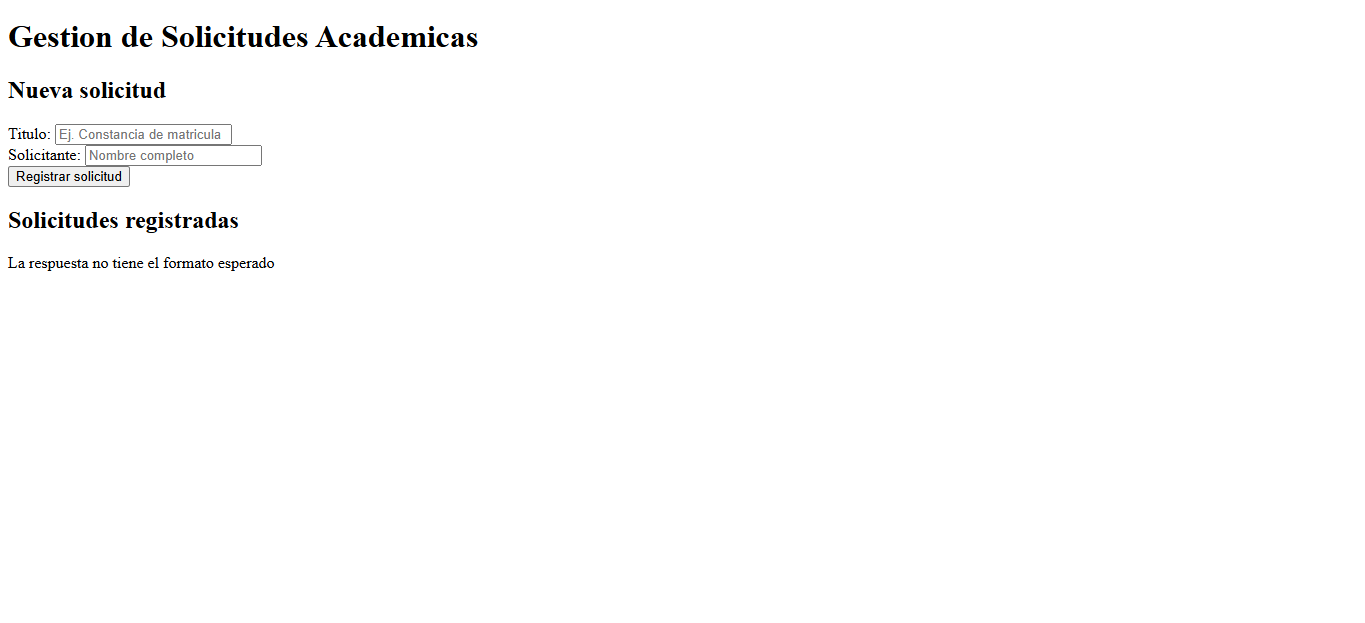 Gestion de Solicitudes Academicas
Nueva solicitud
Titulo: Ej. Constancia de matricula
Solicitante: Nombre completo
Registrar solicitud
Solicitudes registradas
La respuesta no tiene el formato esperado